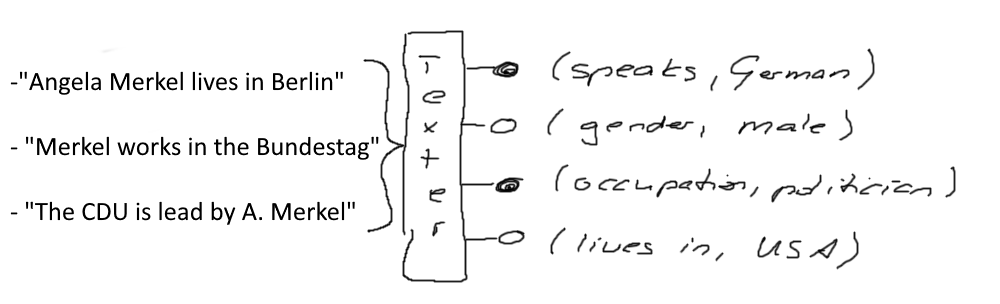 -"Angela Merkel lives in Berlin"
- "Merkel works in the Bundestag"
- "The CDU is lead by A. Merkel"
Texter
(speaks, German)
(gender, male)
(occupation, politician)
(lives in, USA)